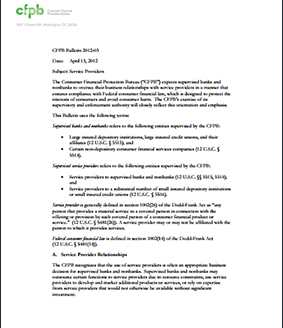 cfpb Consumer Financial
Protection Bureau
1700 G Street NW, Washington, DC 20552
CFPB Bulletin 2012-03
Date: April 13, 2012
Subject: Service Providers
The Consumer Financial Protection Bureau ("CFPB") expects supervised banks and
nonbanks to oversee their business relationships with service providers in a manner that
ensures compliance with Federal consumer financial law, which is designed to protect the
interests of consumers and avoid consumer harm. The CFPB's exercise of its
supervisory and enforcement authority will closely reflect this orientation and emphasis.
This Bulletin uses the following terms:
Supervised banks and nonbanks refers to the following entities supervised by the CFPB:
• Large insured depository institutions, large insured credit unions, and their
affiliates (12 U.S.C. § 5515); and
• Certain non-depository consumer financial services companies (12 U.S.C. §
5514).
Supervised service providers refers to the following entities supervised by the CFPB:
• Service providers to supervised banks and nonbanks (12 U.S.C. §§ 5515, 5514);
and
• Service providers to a substantial number of small insured depository institutions
or small insured credit unions (12 U.S.C. § 5516).
Service provider is generally defined in section 1002(26) of the Dodd-Frank Act as "any
person that provides a material service to a covered person in connection with the
offering or provision by such covered person of a consumer financial product or
service." (12 U.S.C. § 5481(26)). A service provider may or may not be affiliated with the
person to which it provides services.
Federal consumer financial law is defined in section 1002(14) of the Dodd-Frank Act
(12 U.S.C. § 5481(14)).
A. Service Provider Relationships
The CFPB recognizes that the use of service providers is often an appropriate business
decision for supervised banks and nonbanks. Supervised banks and nonbanks may
outsource certain functions to service providers due to resource constraints, use service
providers to develop and market additional products or services, or rely on expertise
from service providers that would not otherwise be available without significant
investment.